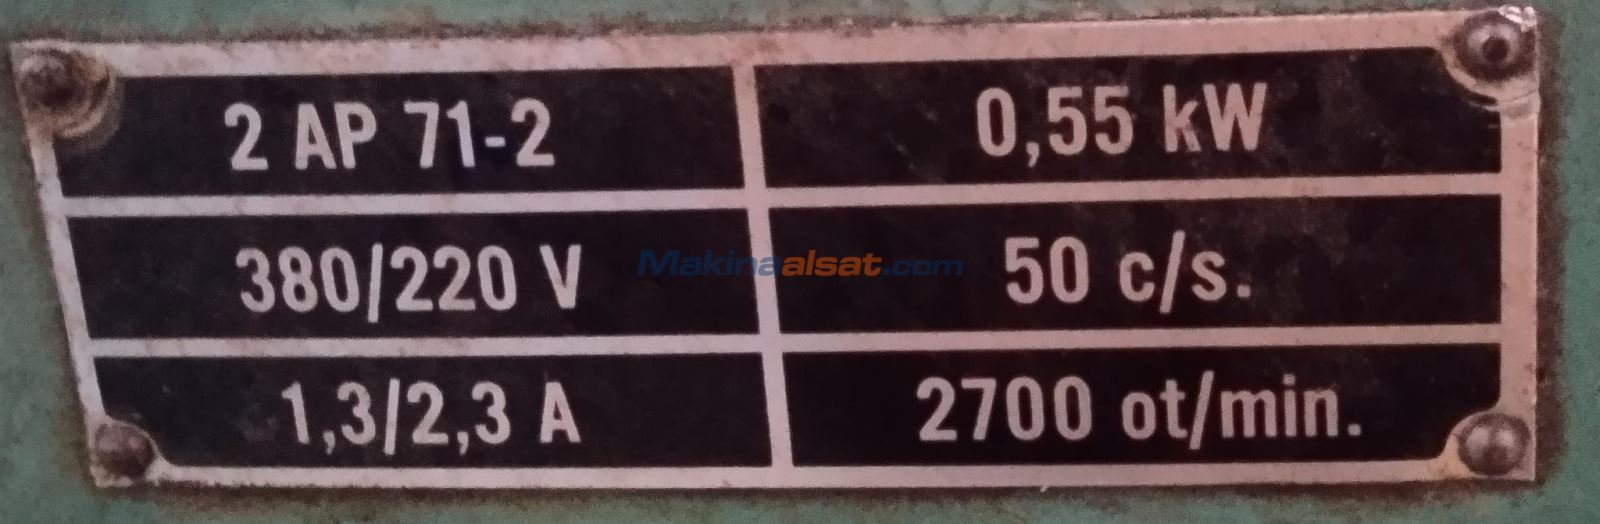 2 AP 71-2
0,55 kW
380/220 V
50 c/s.
Makinaalsat.com
1,3/2,3 A
2700 ot/min.